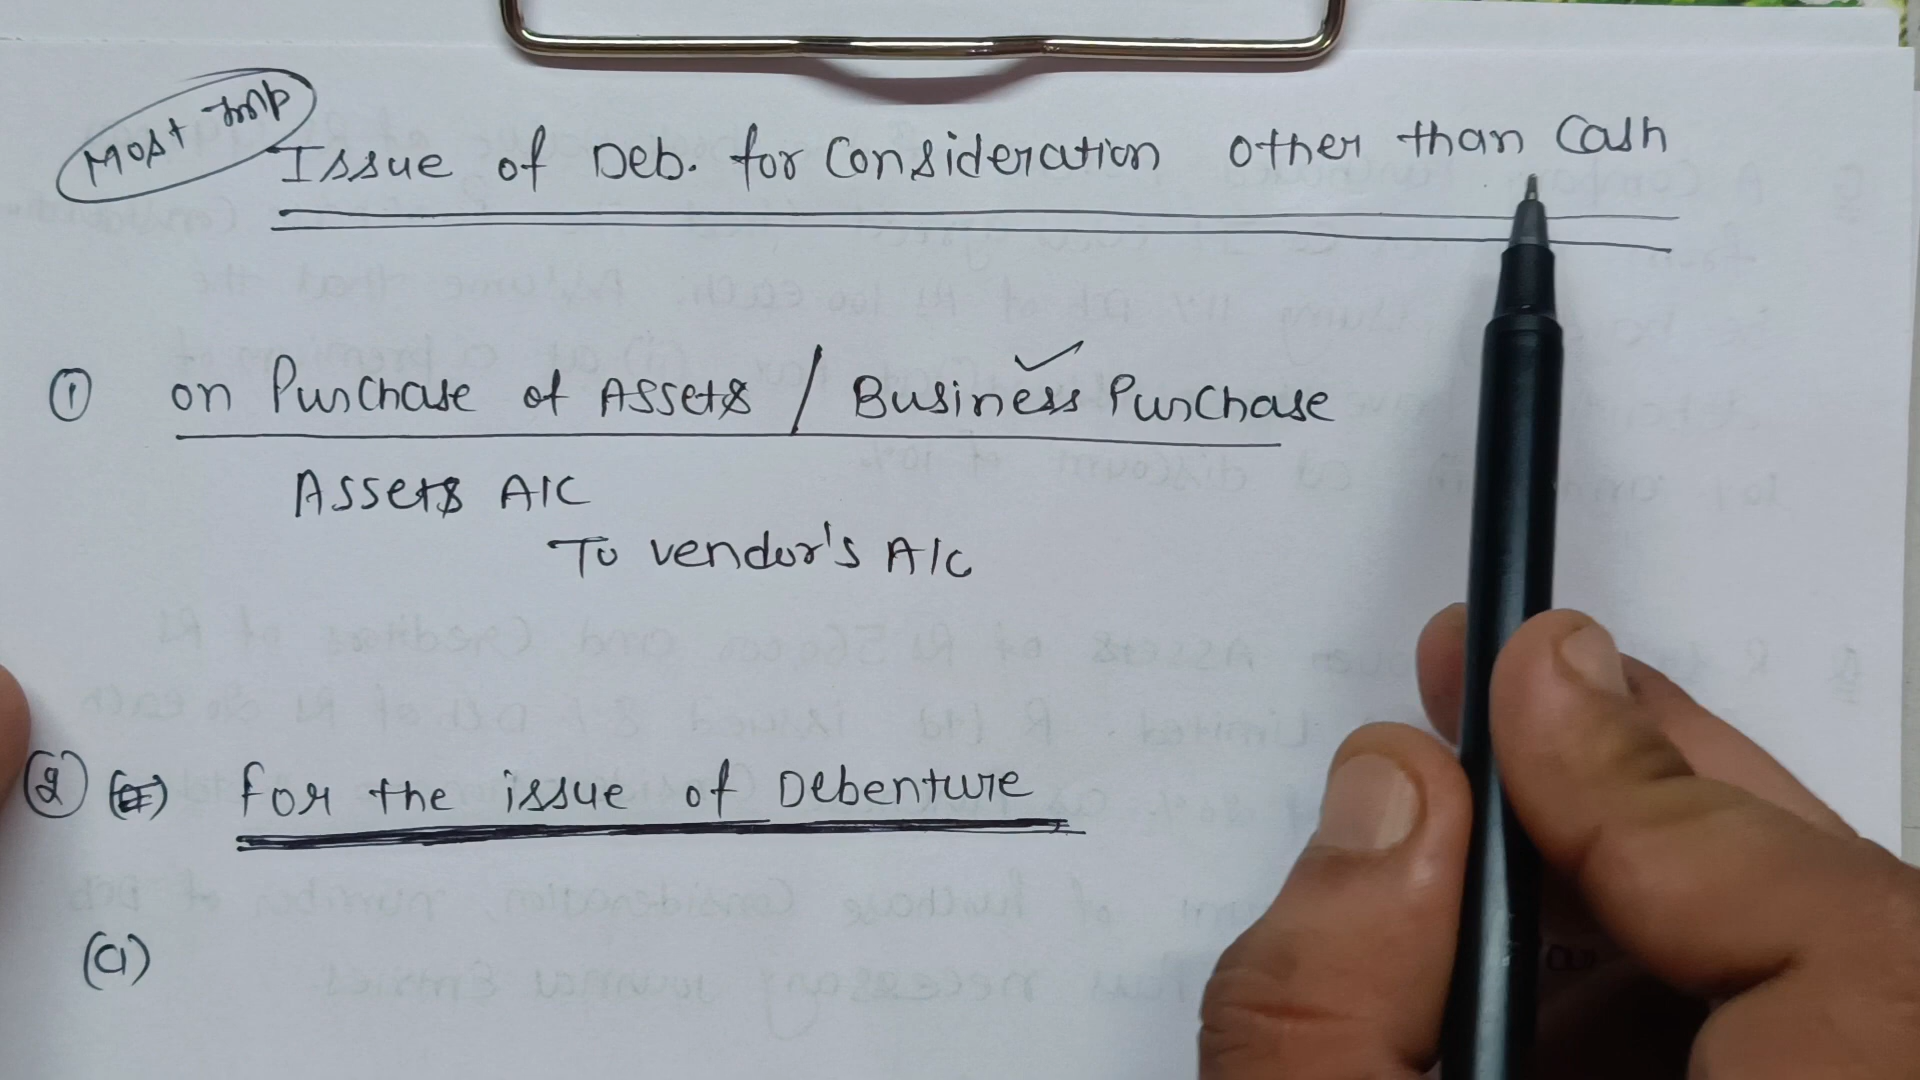 Most Imp
Issue of Deb. for Consideration other than Cash
① on Purchase of Assets / Business Purchase
Assets A/C
To vendor's A/C
② for the issue of Debenture
(a)